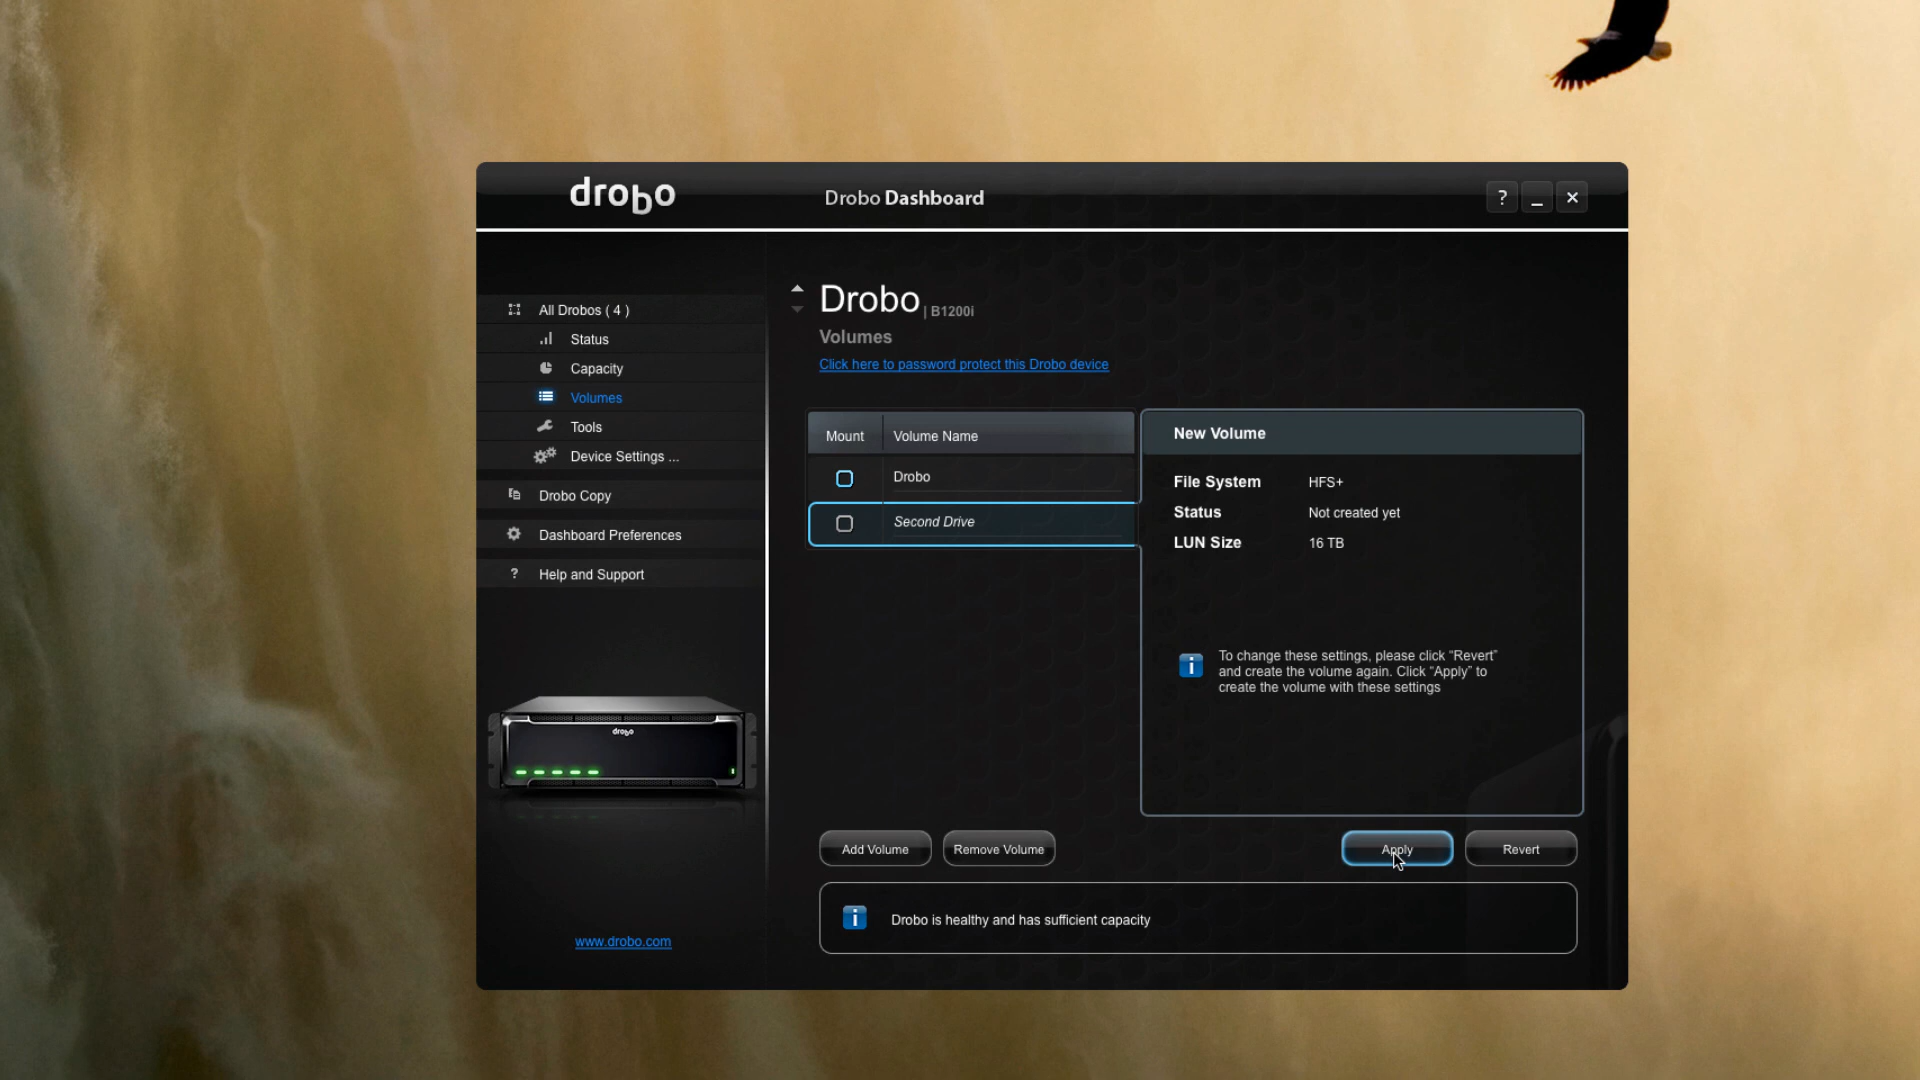 drobo
Drobo Dashboard
?
All Drobos ( 4 )
Status
Capacity
Volumes
Tools
Device Settings ...
Drobo Copy
Dashboard Preferences
? Help and Support
drobo
www.drobo.com
Drobo | B1200i
Volumes
Click here to password protect this Drobo device
Mount Volume Name
Drobo
Second Drive
New Volume
File System HFS+
Status Not created yet
LUN Size 16 TB
To change these settings, please click “Revert”
and create the volume again. Click “Apply” to
create the volume with these settings
Add Volume Remove Volume Apply Revert
Drobo is healthy and has sufficient capacity